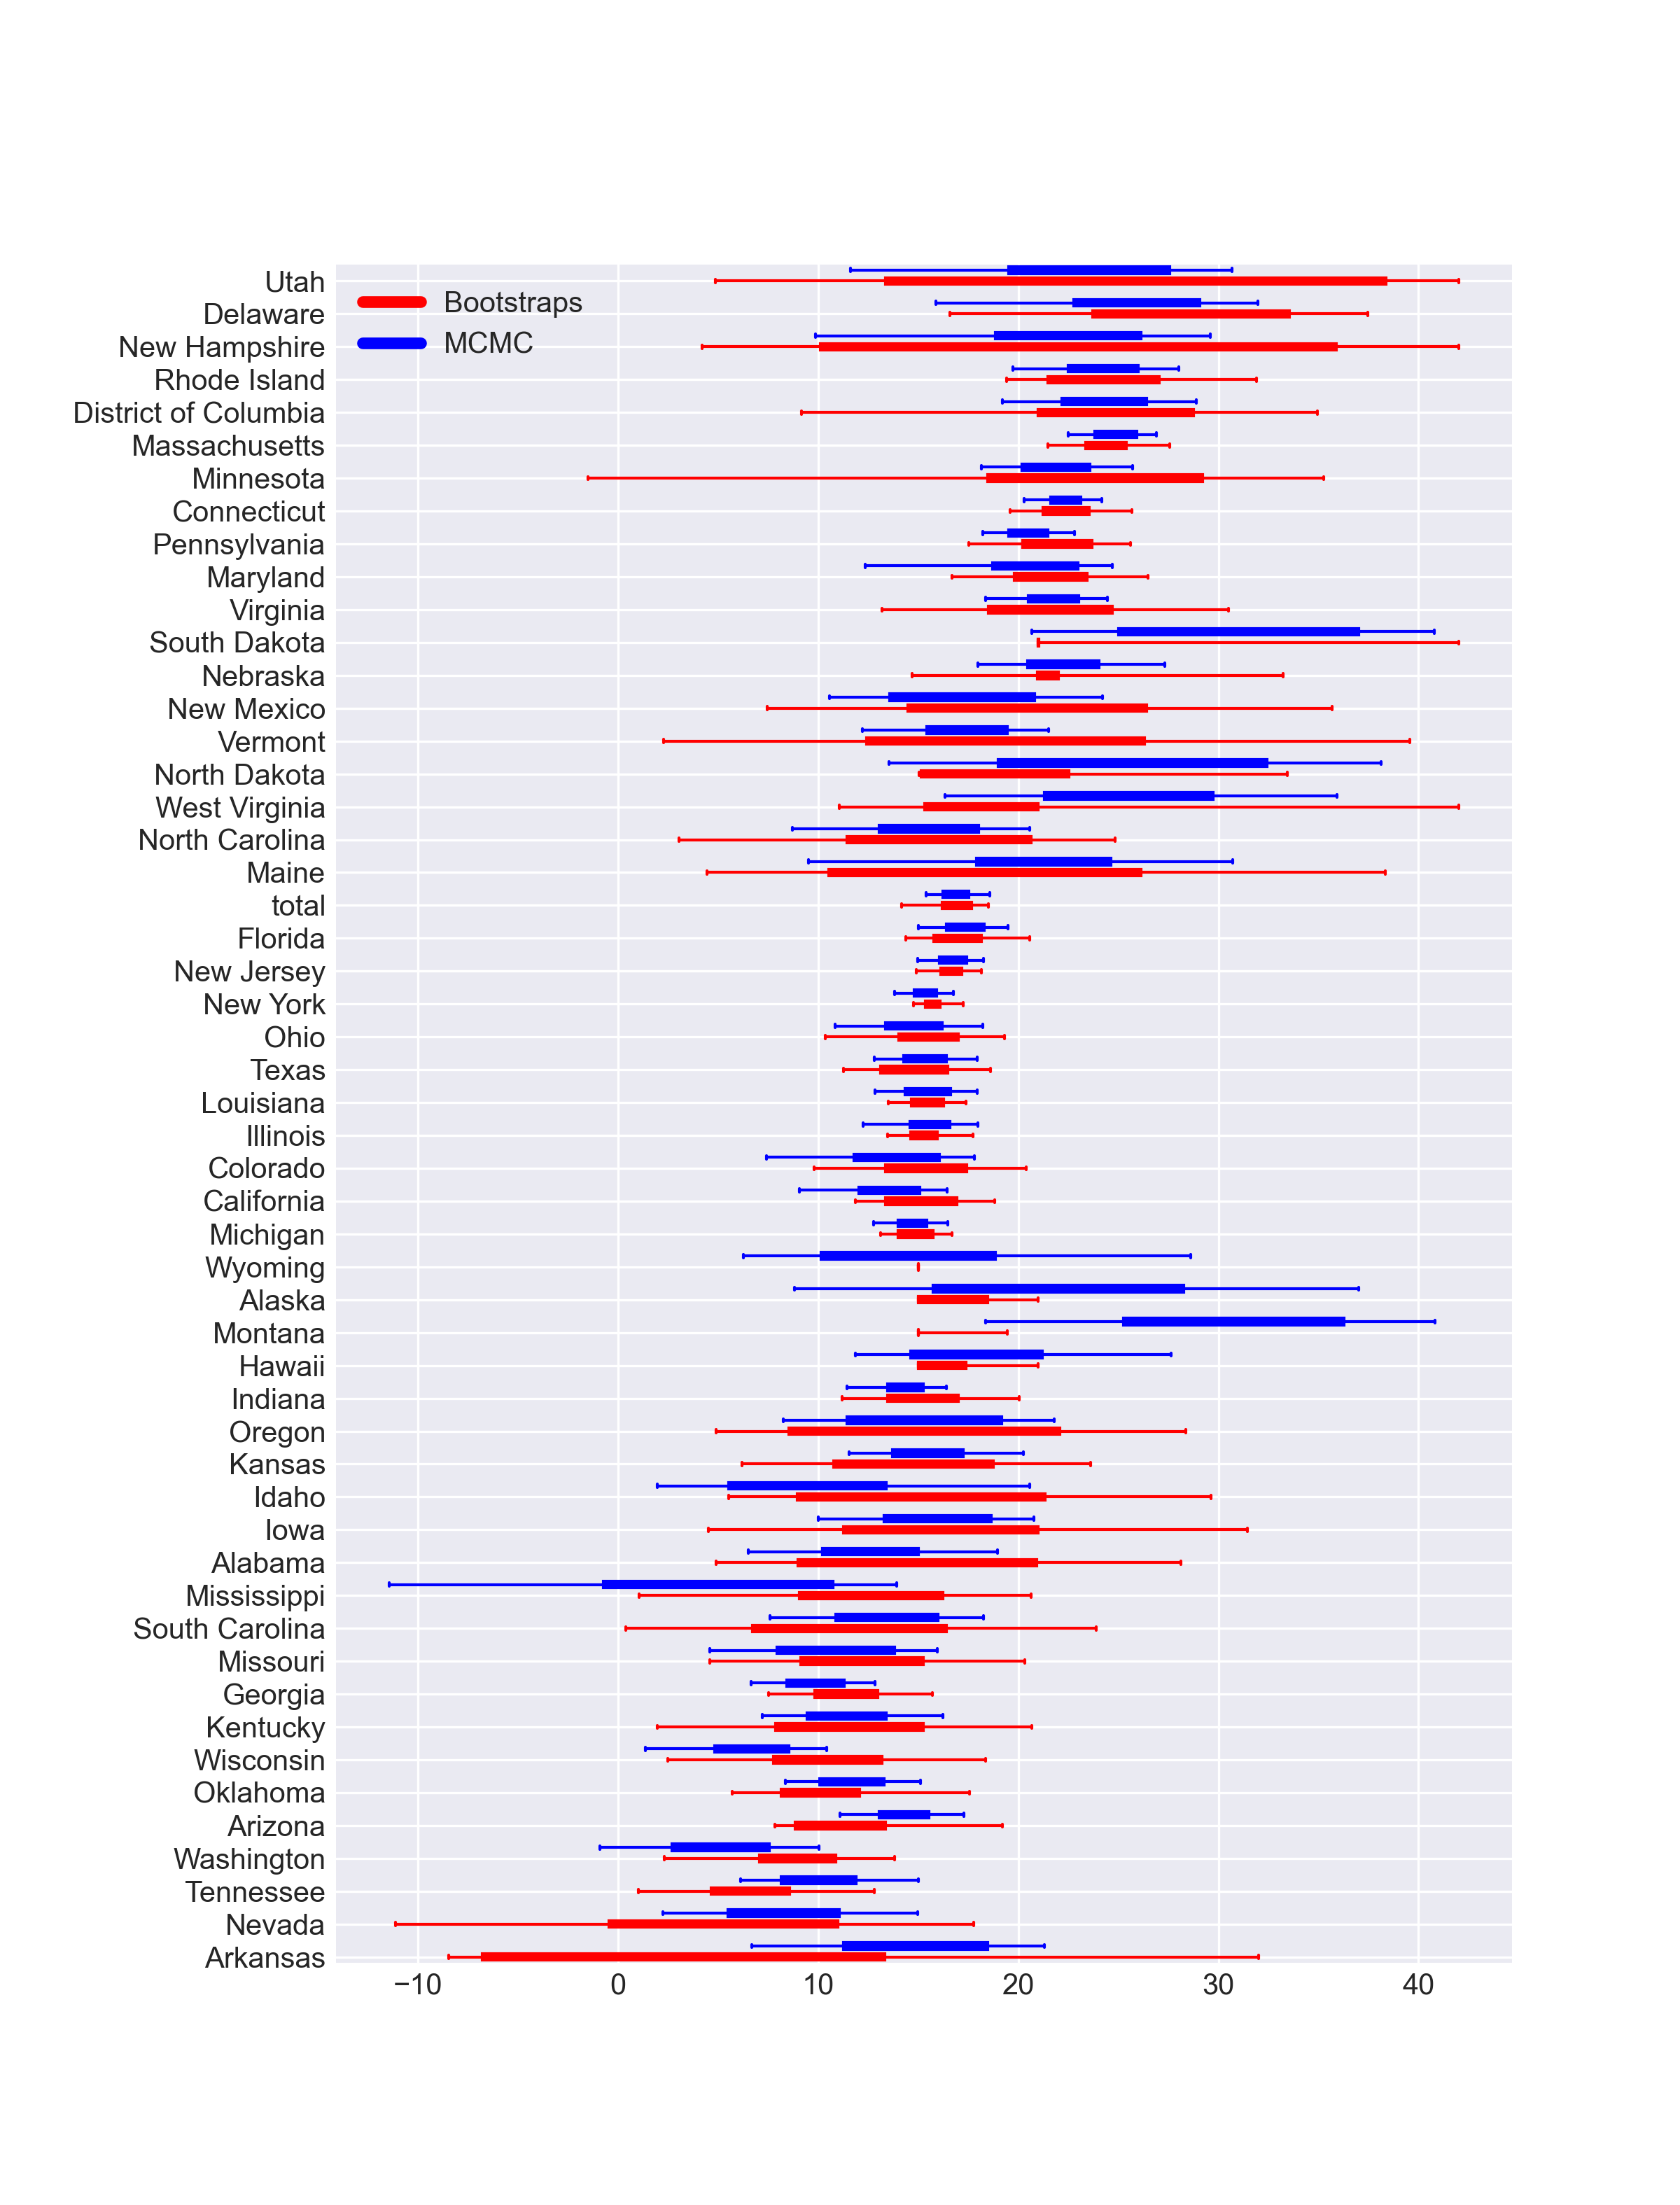 Utah
Bootstraps
Delaware
MCMC
New Hampshire
Rhode Island
District of Columbia
Massachusetts
Minnesota
Connecticut
Pennsylvania
Maryland
Virginia
South Dakota
Nebraska
New Mexico
Vermont
North Dakota
West Virginia
North Carolina
Maine
total
Florida
New Jersey
New York
Ohio
Texas
Louisiana
Illinois
Colorado
California
Michigan
Wyoming
Alaska
Montana
Hawaii
Indiana
Oregon
Kansas
Idaho
Iowa
Alabama
Mississippi
South Carolina
Missouri
Georgia
Kentucky
Wisconsin
Oklahoma
Arizona
Washington
Tennessee
Nevada
Arkansas
−10 0 10 20 30 40